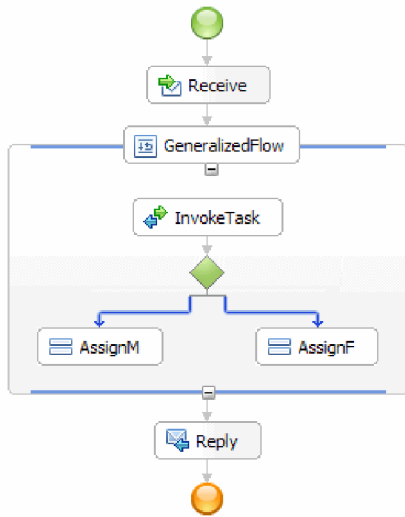 Receive
GeneralizedFlow
InvokeTask
AssignM
AssignF
Reply